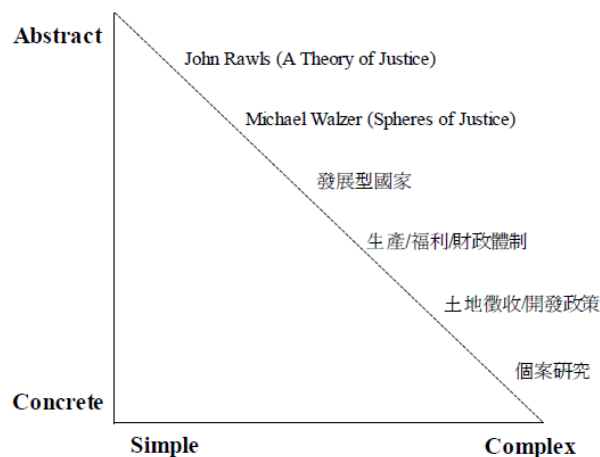 Abstract
John Rawls (A Theory of Justice)
Michael Walzer (Spheres of Justice)
發展型國家
生產/福利/財政體制
土地徵收/開發政策
個案研究
Concrete
Simple
Complex